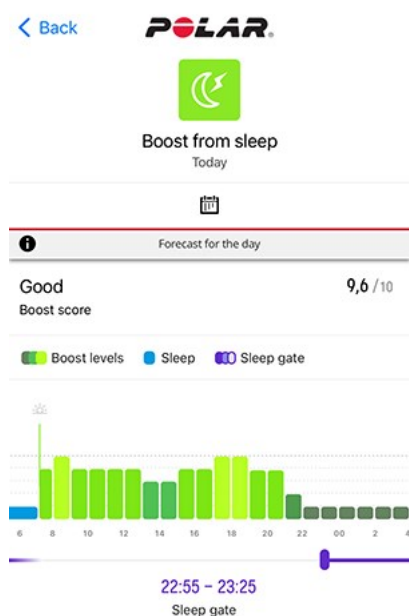 Back
POLAR.
Boost from sleep
Today
Forecast for the day
Good 9,6 / 10
Boost score
Boost levels Sleep Sleep gate
6 8 10 12 14 16 18 20 22 00 2 4
22:55 – 23:25
Sleep gate